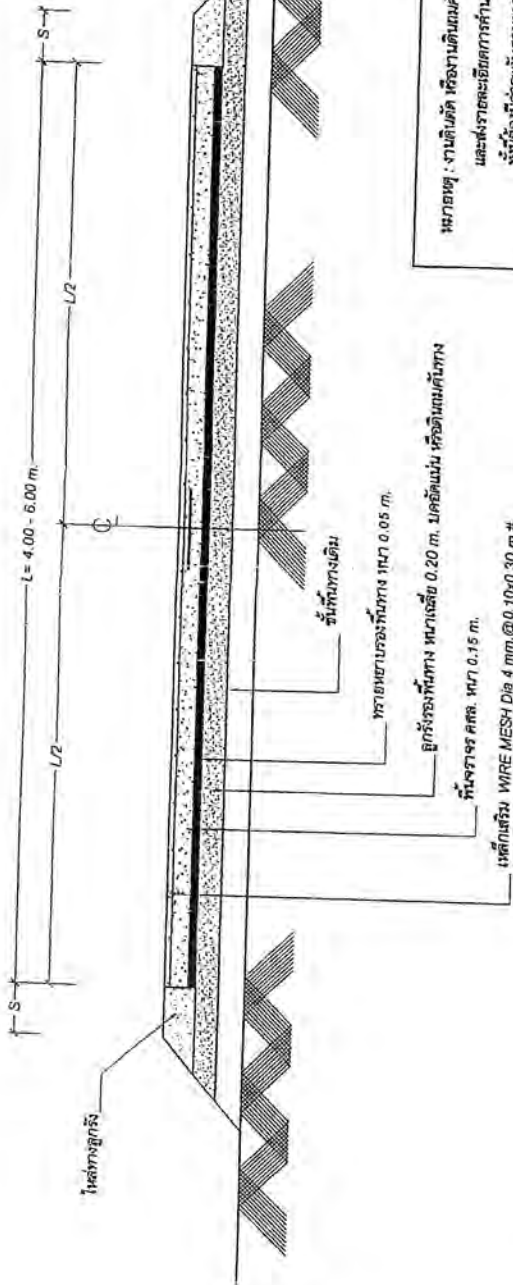 S
L= 4.00 - 6.00 m.
S
L/2
L/2
C
ไหล่ทางลูกรัง
ชั้นพื้นทางเดิม
ทรายหยาบรองพื้นทาง หนา 0.05 m.
ลูกรังรองพื้นทาง หนาเฉลี่ย 0.20 m. บดอัดแน่น หรือดินถมคันทาง
พื้นจราจร คสล. หนา 0.15 m.
เหล็กเสริม WIRE MESH Dia 4 mm.@0.10x0.30 m.#
หมายเหตุ : งานดินตัด หรืองานดินถม
และส่งรายละเอียดการคำน